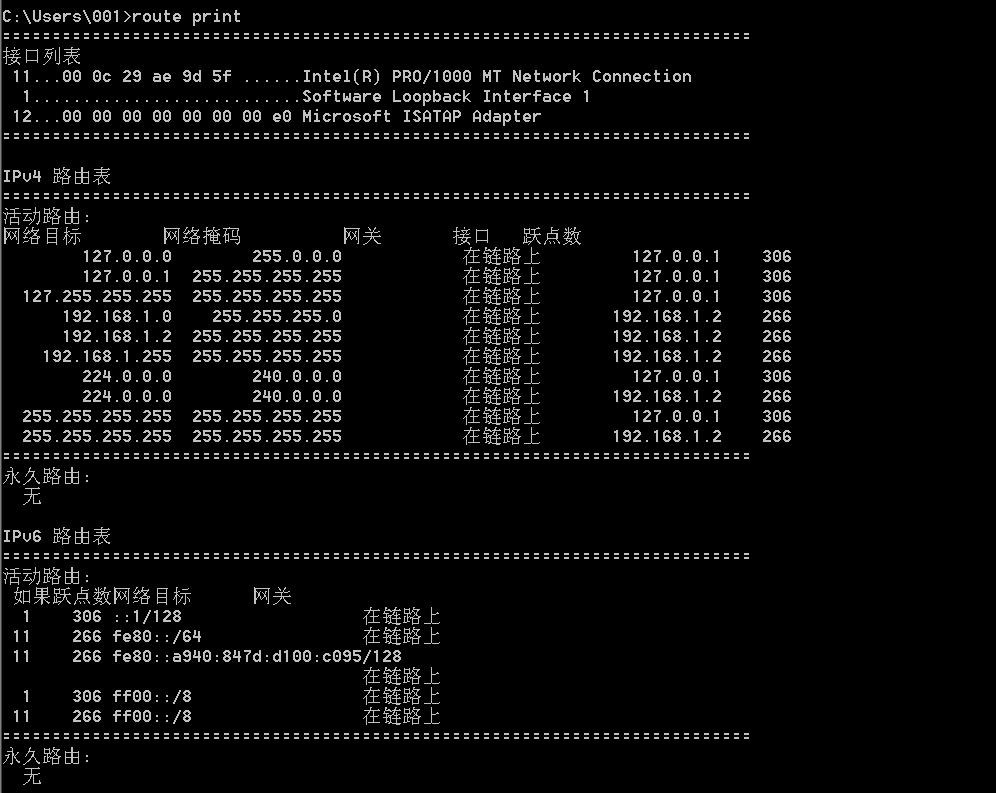 C:\Users\001>route print
===========================================================================
接口列表
 11...00 0c 29 ae 9d 5f ......Intel(R) PRO/1000 MT Network Connection
  1...........................Software Loopback Interface 1
 12...00 00 00 00 00 00 00 e0 Microsoft ISATAP Adapter
===========================================================================
IPv4 路由表
===========================================================================
活动路由:
网络目标        网络掩码          网关       接口   跃点数
        127.0.0.0        255.0.0.0            在链路上         127.0.0.1    306
        127.0.0.1  255.255.255.255            在链路上         127.0.0.1    306
  127.255.255.255  255.255.255.255            在链路上         127.0.0.1    306
      192.168.1.0    255.255.255.0            在链路上       192.168.1.2    266
      192.168.1.2  255.255.255.255            在链路上       192.168.1.2    266
    192.168.1.255  255.255.255.255            在链路上       192.168.1.2    266
        224.0.0.0        240.0.0.0            在链路上         127.0.0.1    306
        224.0.0.0        240.0.0.0            在链路上       192.168.1.2    266
  255.255.255.255  255.255.255.255            在链路上         127.0.0.1    306
  255.255.255.255  255.255.255.255            在链路上       192.168.1.2    266
===========================================================================
永久路由:
  无
IPv6 路由表
===========================================================================
活动路由:
 如果跃点数网络目标      网关
  1    306 ::1/128                  在链路上
 11    266 fe80::/64                在链路上
 11    266 fe80::a940:847d:d100:c095/128
                                    在链路上
  1    306 ff00::/8                 在链路上
 11    266 ff00::/8                 在链路上
===========================================================================
永久路由:
  无